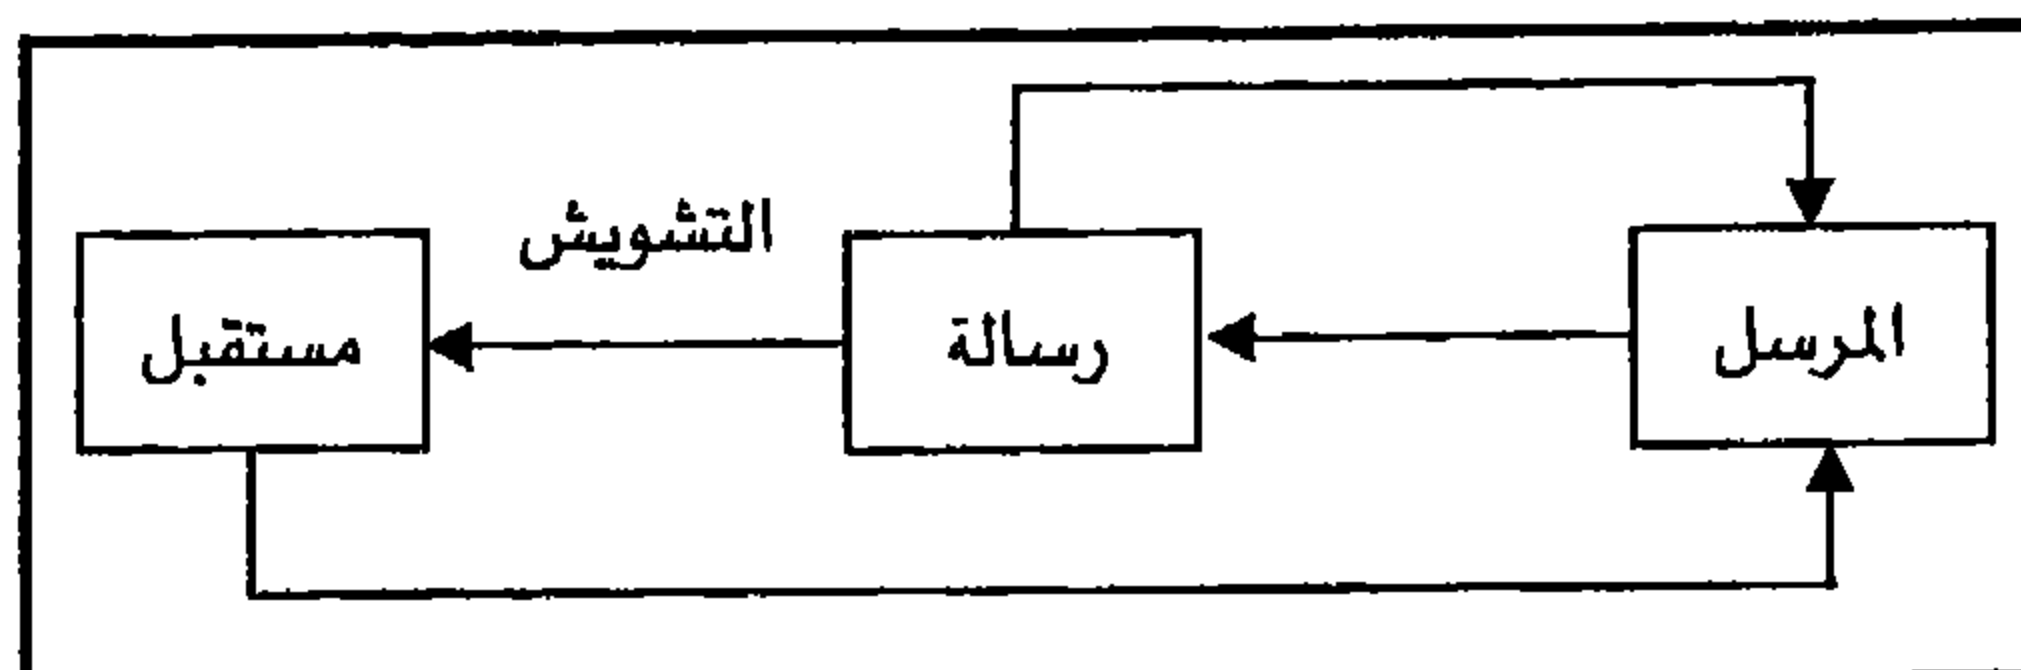 التشويش
المرسل
رسالة
مستقبل